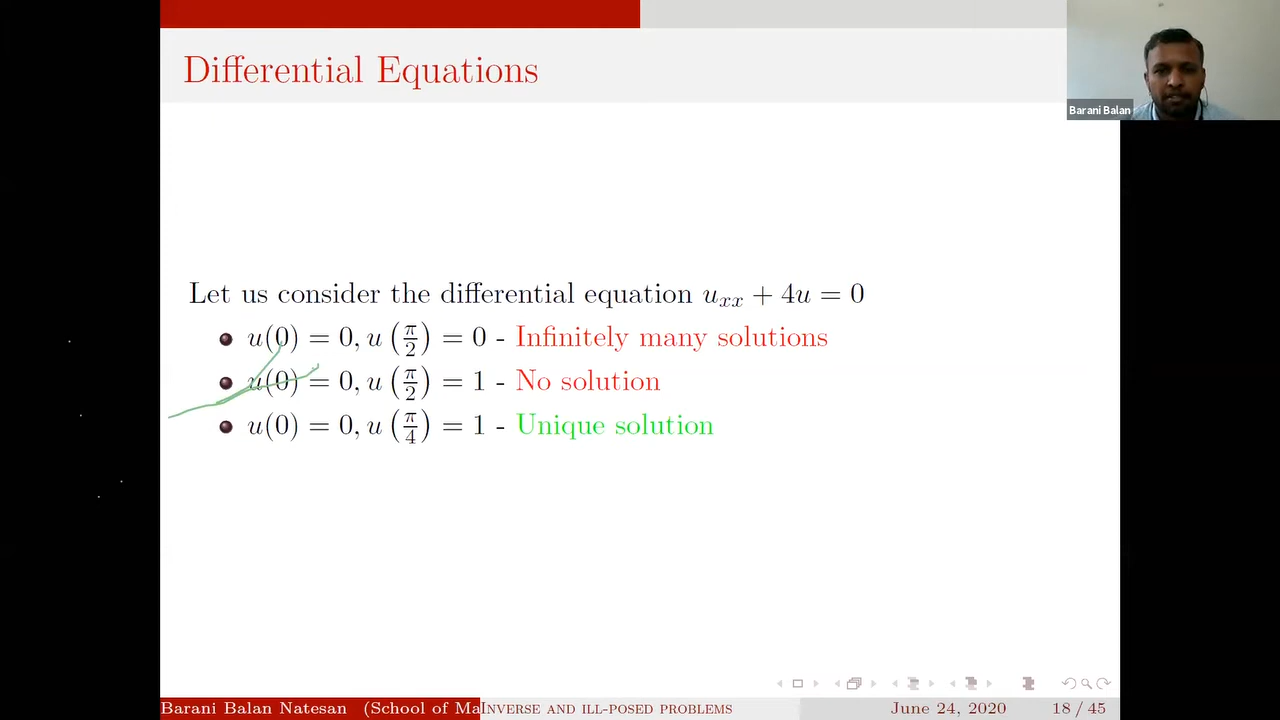 Differential Equations
Barani Balan
Let us consider the differential equation u_{xx} + 4u = 0
u(0) = 0, u(π/2) = 0 - Infinitely many solutions
u(0) = 0, u(π/2) = 1 - No solution
u(0) = 0, u(π/4) = 1 - Unique solution
Barani Balan Natesan (School of Ma
INVERSE AND ILL-POSED PROBLEMS
June 24, 2020
18 / 45